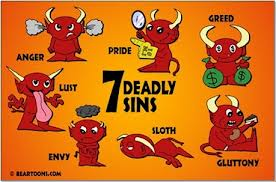 GREED
ANGER
PRIDE
LUST
7 DEADLY
SINS
ENVY
SLOTH
GLUTTONY
© BEARTOONS.COM